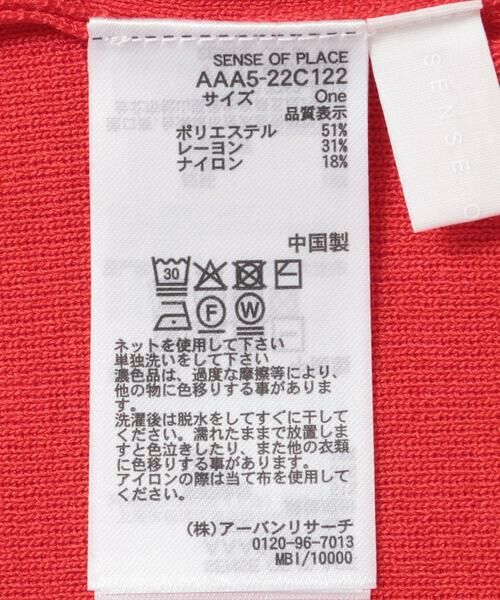 SENSE OF PLACE
AAA5-22C122
サイズ One
品質表示
ポリエステル 51%
レーヨン 31%
ナイロン 18%
中国製
30
F W
ネットを使用して下さい
単独洗いをして下さい
濃色品は、過度な摩擦等により、
他の物に色移りする事がありま
す。
洗濯後は脱水をしてすぐに干して
ください。濡れたままで放置しま
すと色泣きしたり、また他の衣類
に色移りする事があります。
アイロンの際は当て布を使用して
ください。
(株)アーバンリサーチ
0120-96-7013
MBI/10000
SENSE O